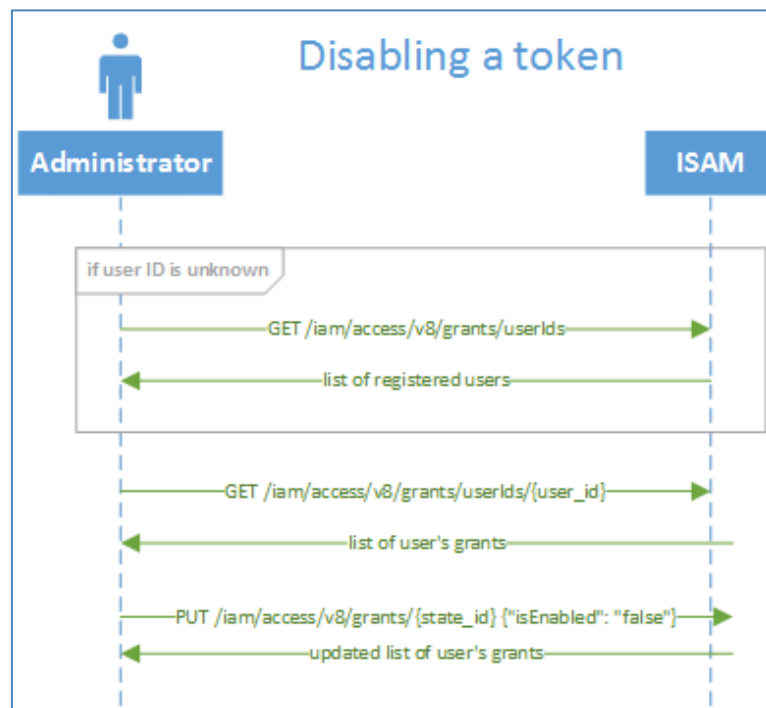 Disabling a token
Administrator
ISAM
if user ID is unknown
GET /iam/access/v8/grants/userIds
list of registered users
GET /iam/access/v8/grants/userIds/{user_id}
list of user's grants
PUT /iam/access/v8/grants/{state_id} {"isEnabled": "false"}
updated list of user's grants